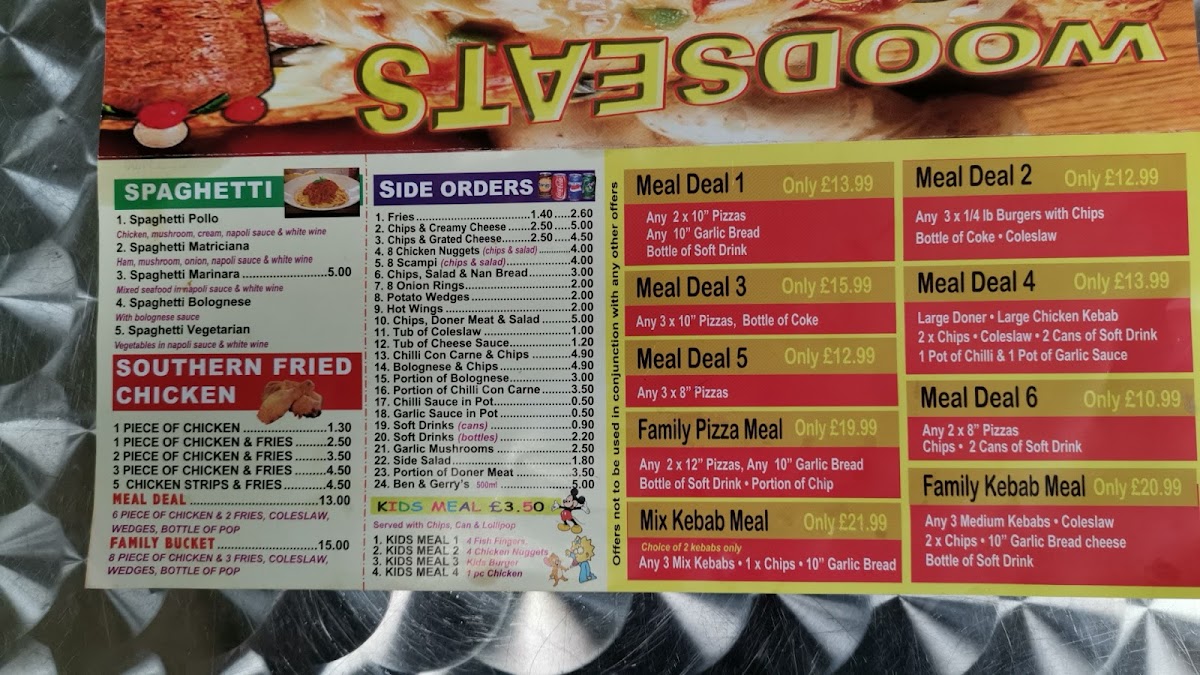 WOODSEATS
SPAGHETTI
1. Spaghetti Pollo
Chicken, mushroom, cream, napoli sauce & white wine
2. Spaghetti Matriciana
Ham, mushroom, onion, napoli sauce & white wine
3. Spaghetti Marinara ..... 5.00
Mixed seafood in napoli sauce & white wine
4. Spaghetti Bolognese
With bolognese sauce
5. Spaghetti Vegetarian
Vegetables in napoli sauce & white wine
SOUTHERN FRIED
CHICKEN
1 PIECE OF CHICKEN ..... 1.30
1 PIECE OF CHICKEN & FRIES ..... 2.50
2 PIECE OF CHICKEN & FRIES ..... 3.50
3 PIECE OF CHICKEN & FRIES ..... 4.50
5 CHICKEN STRIPS & FRIES ..... 4.50
MEAL DEAL ..... 13.00
6 PIECE OF CHICKEN & 2 FRIES, COLESLAW,
WEDGES, BOTTLE OF POP
FAMILY BUCKET ..... 15.00
8 PIECE OF CHICKEN & 3 FRIES, COLESLAW,
WEDGES, BOTTLE OF POP
SIDE ORDERS
1. Fries ..... 1.40 ..... 2.60
2. Chips & Creamy Cheese ..... 2.50 ..... 5.00
3. Chips & Grated Cheese ..... 2.50 ..... 4.50
4. 8 Chicken Nuggets (chips & salad) ..... 4.00
5. 8 Scampi (chips & salad) ..... 4.00
6. Chips, Salad & Nan Bread ..... 3.00
7. 8 Onion Rings ..... 2.00
8. Potato Wedges ..... 2.00
9. Hot Wings ..... 2.00
10. Chips, Doner Meat & Salad ..... 5.00
11. Tub of Coleslaw ..... 1.00
12. Tub of Cheese Sauce ..... 1.20
13. Chilli Con Carne & Chips ..... 4.90
14. Bolognese & Chips ..... 4.90
15. Portion of Bolognese ..... 3.00
16. Portion of Chilli Con Carne ..... 3.50
17. Chilli Sauce in Pot ..... 0.50
18. Garlic Sauce in Pot ..... 0.50
19. Soft Drinks (cans) ..... 0.90
20. Soft Drinks (bottles) ..... 2.20
21. Garlic Mushrooms ..... 2.50
22. Side Salad ..... 1.80
23. Portion of Doner Meat ..... 3.50
24. Ben & Gerry's 500ml ..... 5.00
KIDS MEAL £3.50
Served with Chips, Can & Lollipop
1. KIDS MEAL 1 4 Fish Fingers,
2. KIDS MEAL 2 4 Chicken Nuggets
3. KIDS MEAL 3 Kids Burger
4. KIDS MEAL 4 1 pc Chicken
Offers not to be used in conjunction with any other offers
Meal Deal 1 Only £13.99
Any 2 x 10" Pizzas
Any 10" Garlic Bread
Bottle of Soft Drink
Meal Deal 3 Only £15.99
Any 3 x 10" Pizzas, Bottle of Coke
Meal Deal 5 Only £12.99
Any 3 x 8" Pizzas
Family Pizza Meal Only £19.99
Any 2 x 12" Pizzas, Any 10" Garlic Bread
Bottle of Soft Drink • Portion of Chip
Mix Kebab Meal Only £21.99
Choice of 2 kebabs only
Any 3 Mix Kebabs • 1 x Chips • 10" Garlic Bread
Meal Deal 2 Only £12.99
Any 3 x 1/4 lb Burgers with Chips
Bottle of Coke • Coleslaw
Meal Deal 4 Only £13.99
Large Doner • Large Chicken Kebab
2 x Chips • Coleslaw • 2 Cans of Soft Drink
1 Pot of Chilli & 1 Pot of Garlic Sauce
Meal Deal 6 Only £10.99
Any 2 x 8" Pizzas
Chips • 2 Cans of Soft Drink
Family Kebab Meal Only £20.99
Any 3 Medium Kebabs • Coleslaw
2 x Chips • 10" Garlic Bread cheese
Bottle of Soft Drink